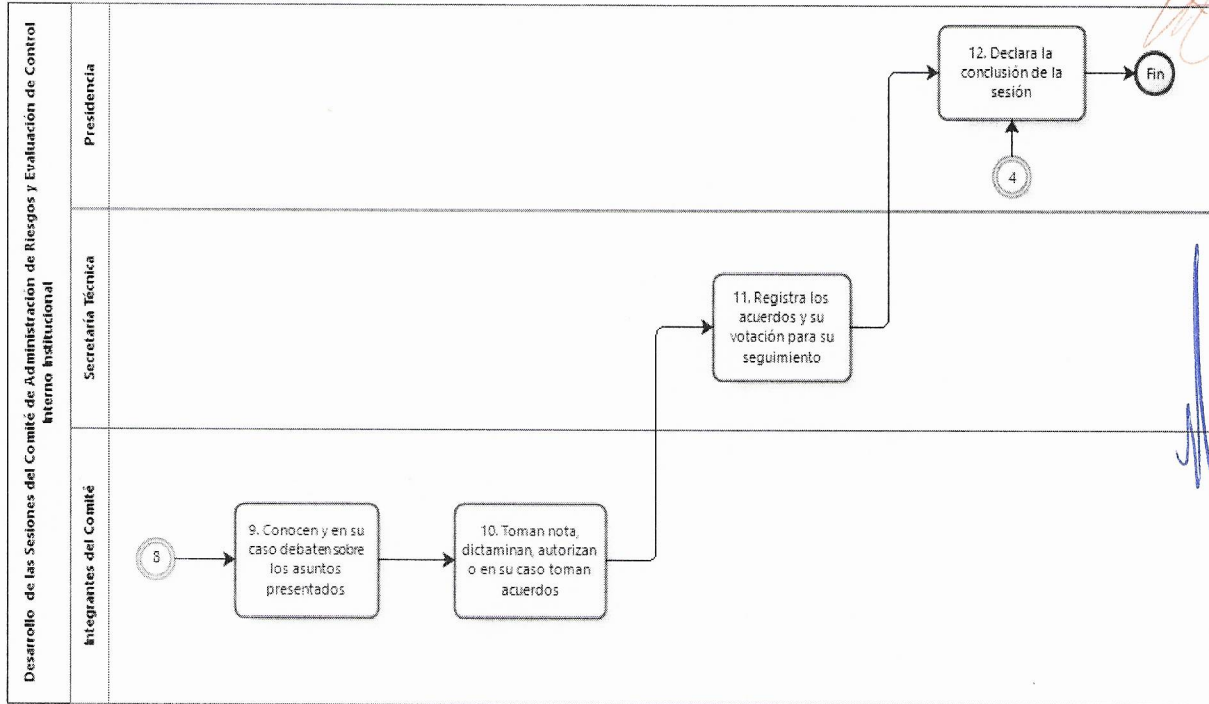 Desarrollo de las Sesiones del Comité de Administración de Riesgos y Evaluación de Control
Interno Institucional
Presidencia
12. Declara la
conclusión de la
sesión
Fin
4
Secretaría Técnica
11. Registra los
acuerdos y su
votación para su
seguimiento
Integrantes del Comité
8
9. Conocen y en su
caso debaten sobre
los asuntos
presentados
10. Toman nota,
dictaminan, autorizan
o en su caso toman
acuerdos